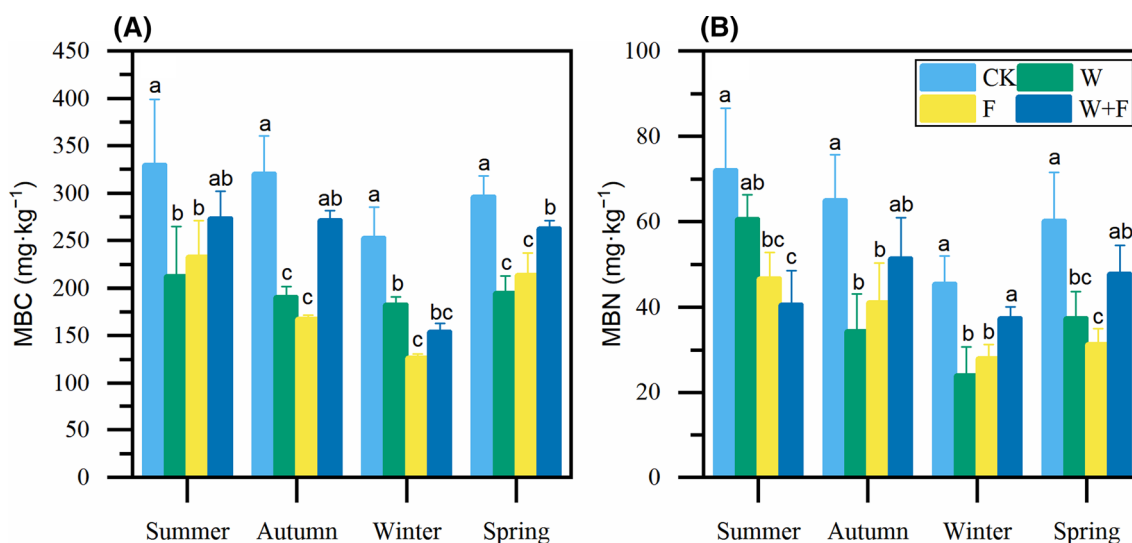 (A)
450
400
350
300
250
200
150
100
50
0
MBC (mg·kg⁻¹)
a
b
b
ab
a
c
c
ab
a
b
c
bc
a
c
c
b
Summer Autumn Winter Spring
(B)
100
80
60
40
20
0
MBN (mg·kg⁻¹)
CK W
F W+F
a
ab
bc
c
a
b
b
ab
a
b
b
a
a
bc
c
ab
Summer Autumn Winter Spring